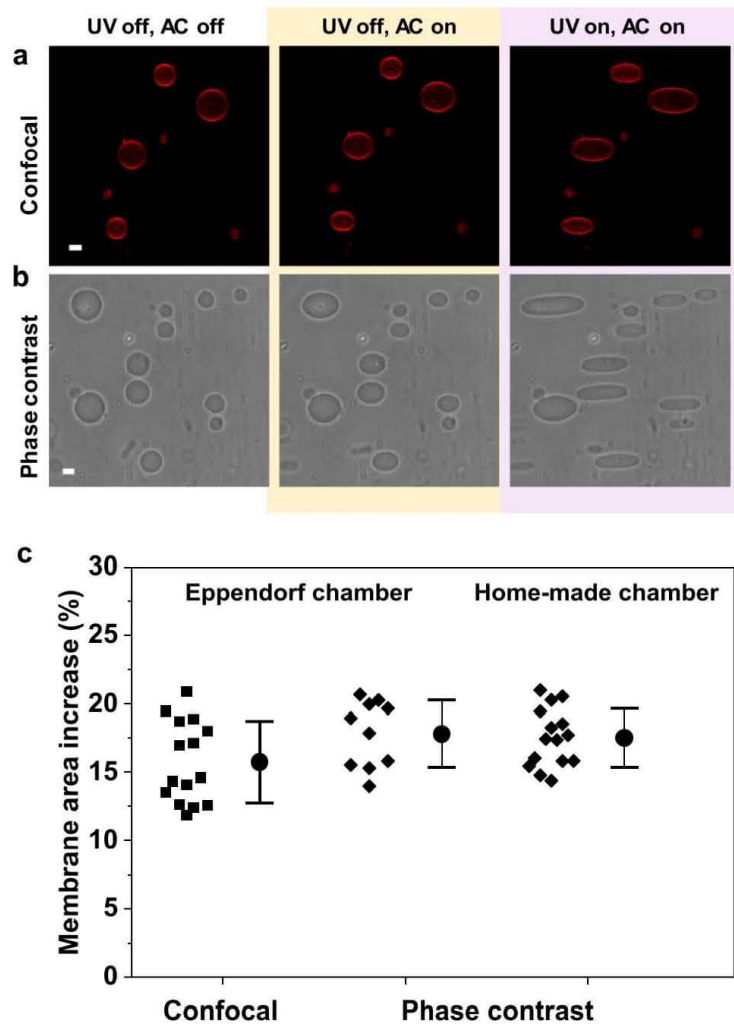 UV off, AC off
UV off, AC on
UV on, AC on
a
Confocal
b
Phase contrast
c
Membrane area increase (%)
30
25
20
15
10
5
0
Eppendorf chamber
Home-made chamber
Confocal
Phase contrast